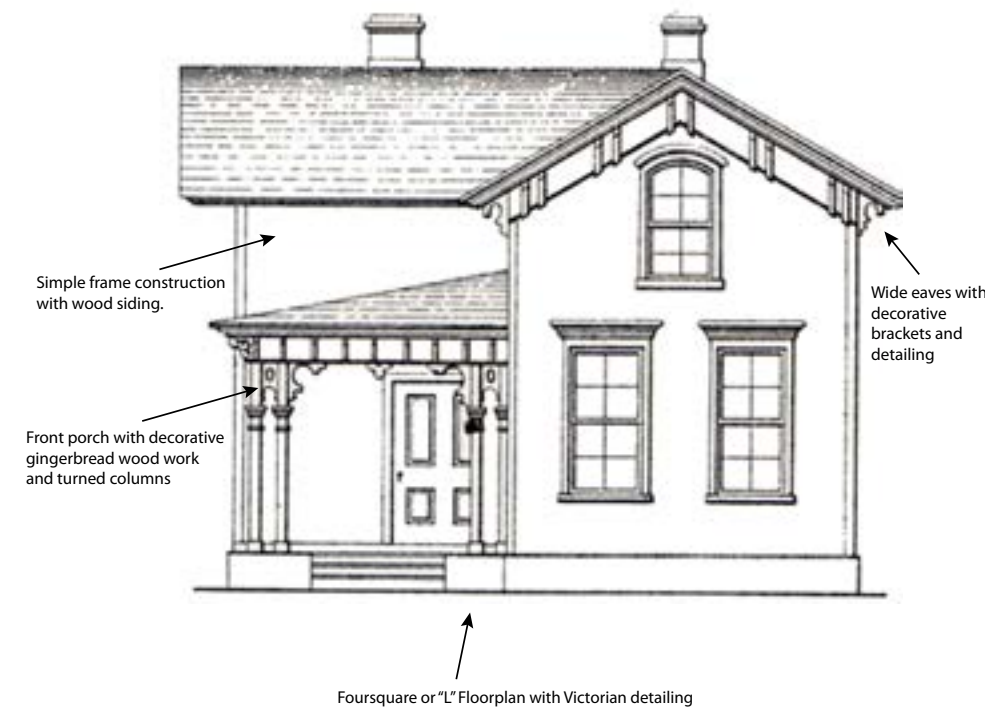 Simple frame construction
with wood siding.
Wide eaves with
decorative
brackets and
detailing
Front porch with decorative
gingerbread wood work
and turned columns
Foursquare or “L” Floorplan with Victorian detailing